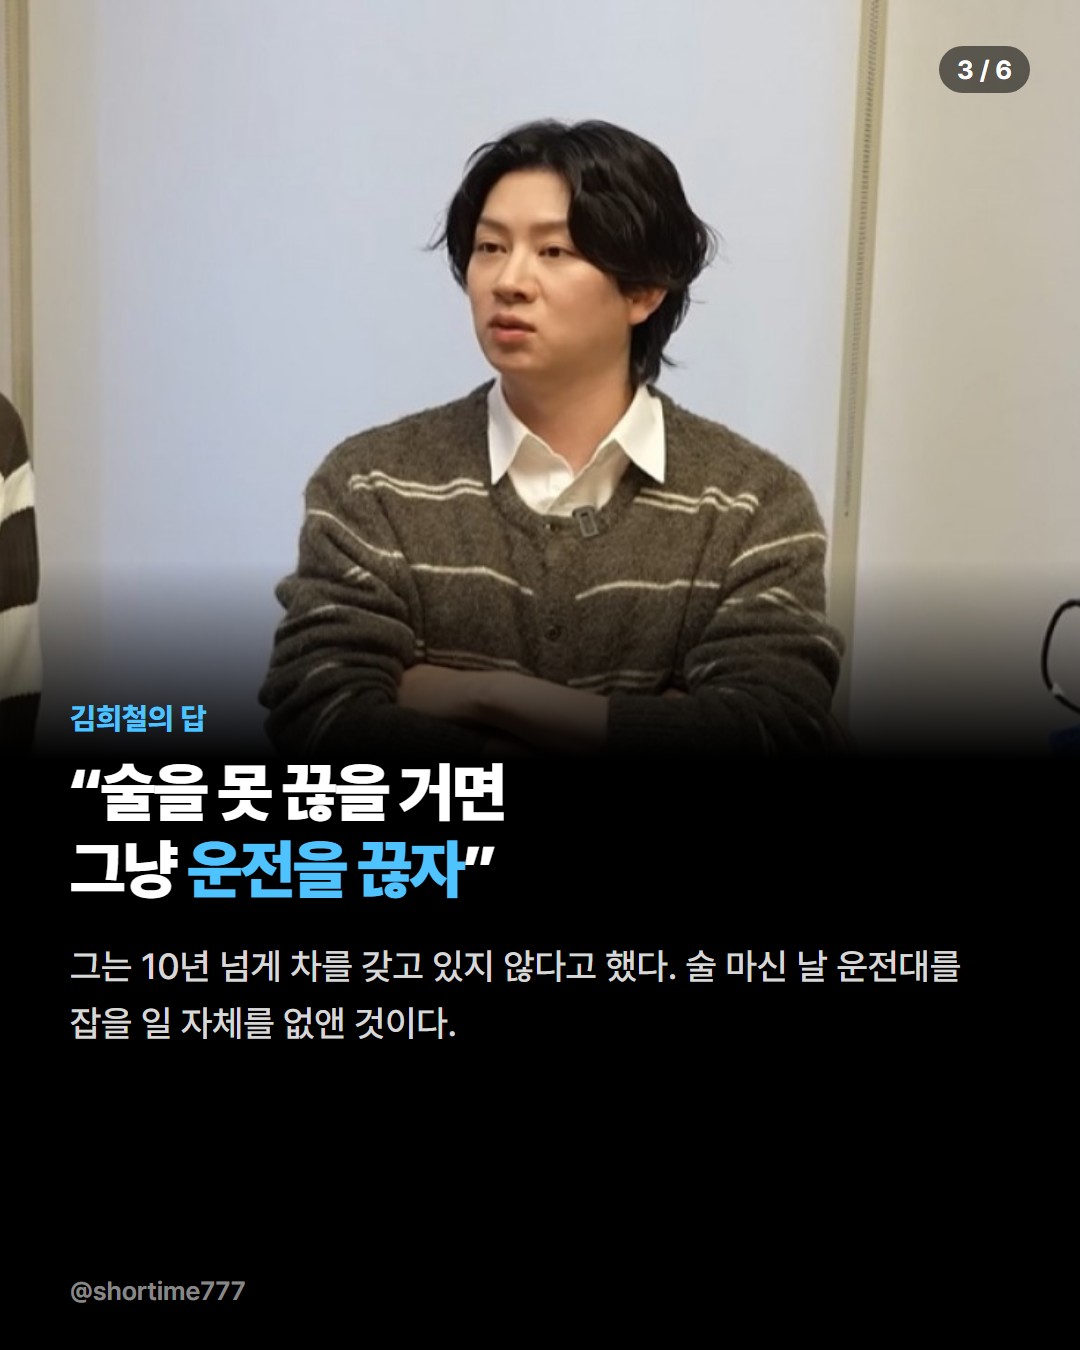 3 / 6
김희철의 답
“술을 못 끊을 거면
그냥 운전을 끊자”
그는 10년 넘게 차를 갖고 있지 않다고 했다. 술 마신 날 운전대를
잡을 일 자체를 없앤 것이다.
@shortime777